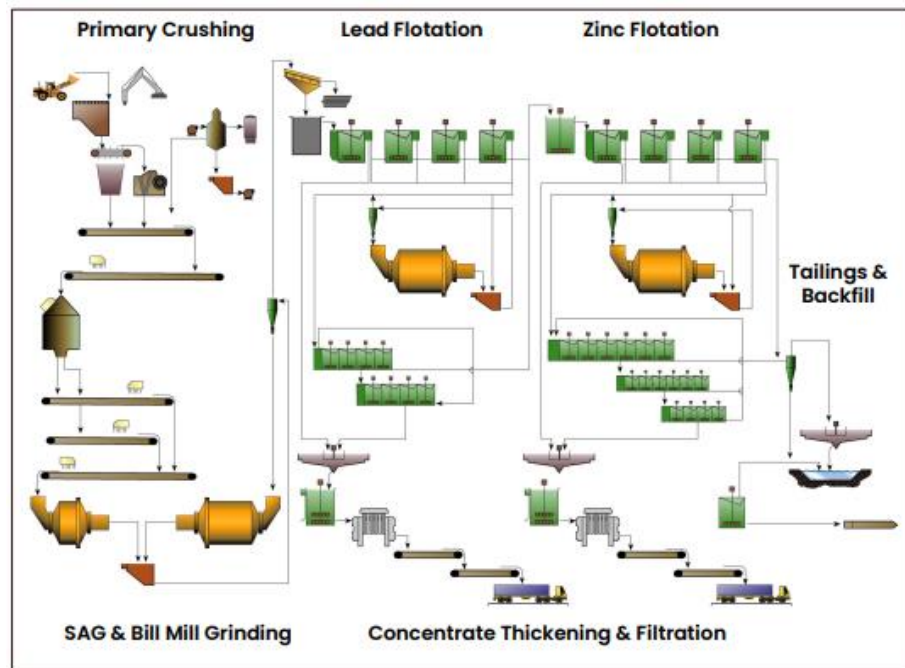 Primary Crushing
Lead Flotation
Zinc Flotation
Tailings &
Backfill
SAG & Bill Mill Grinding
Concentrate Thickening & Filtration